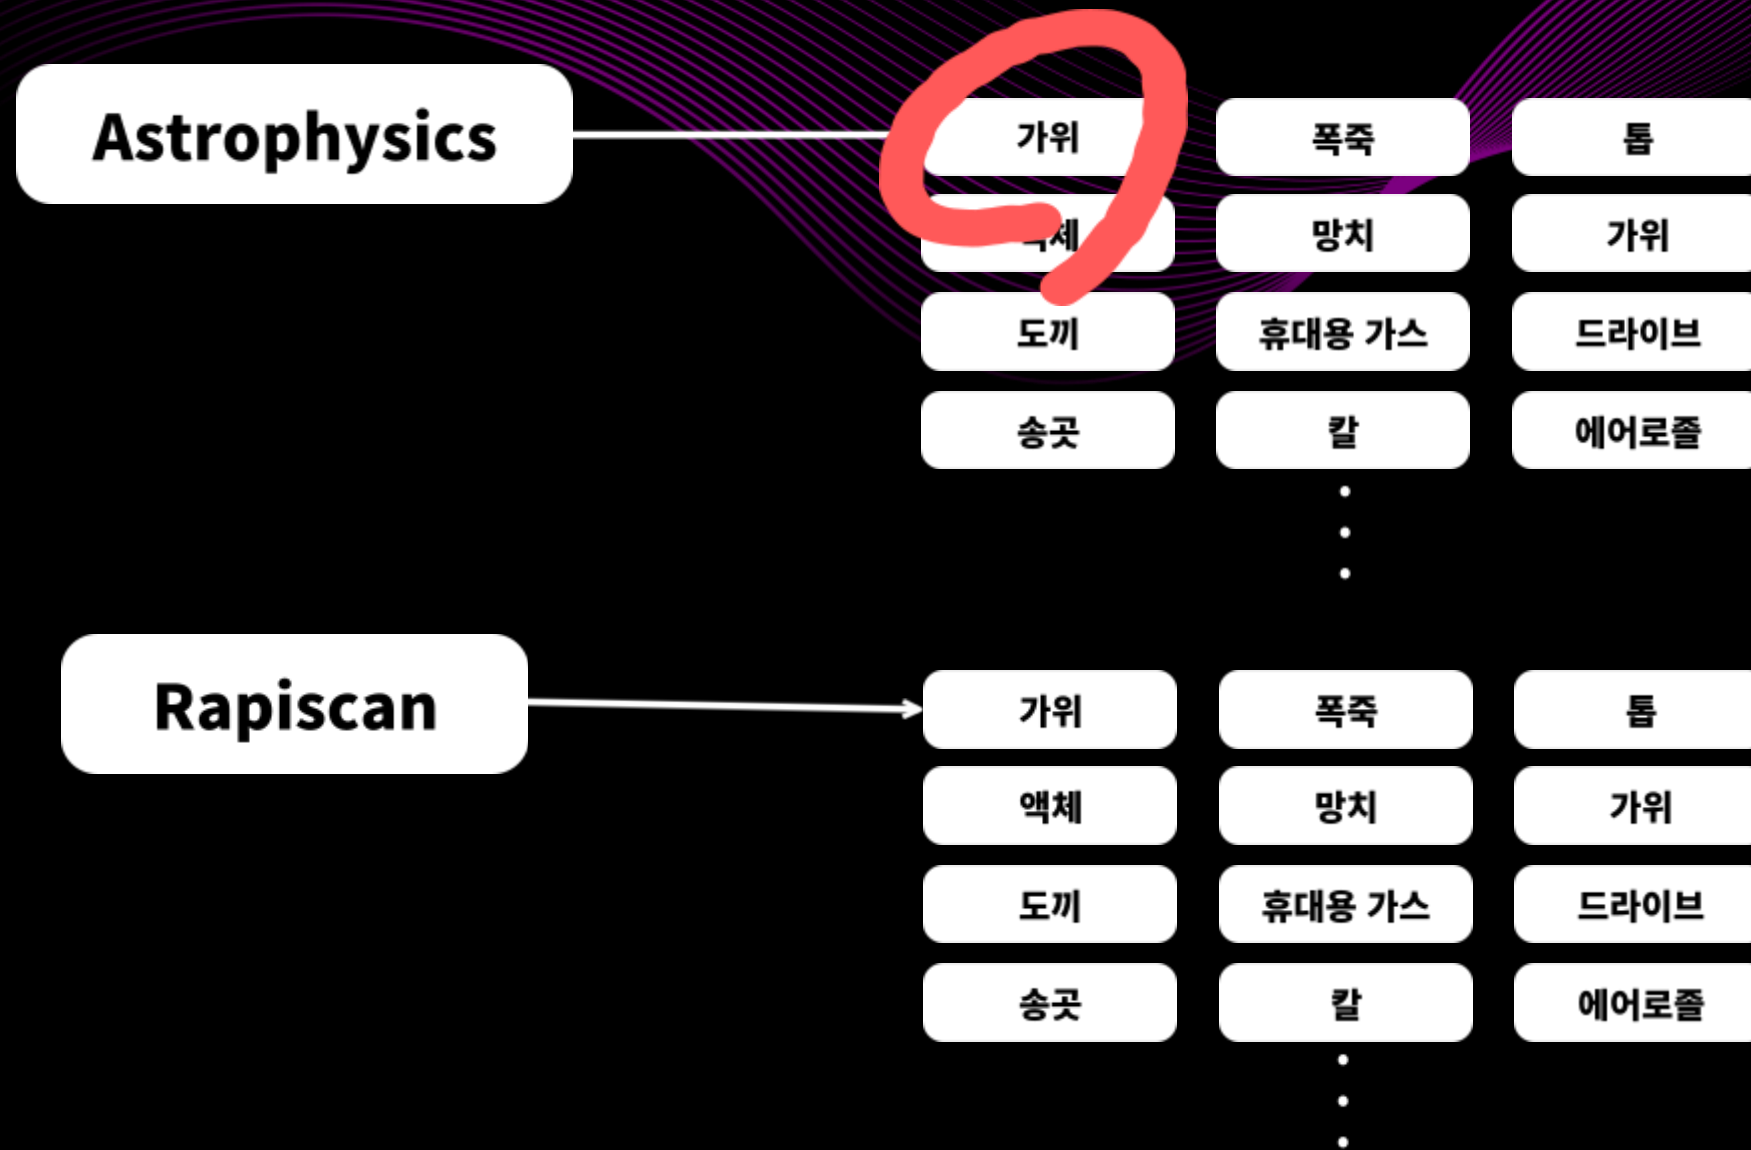 Astrophysics
가위 폭죽 톱
액체 망치 가위
도끼 휴대용 가스 드라이브
송곳 칼 에어로졸
Rapiscan
가위 폭죽 톱
액체 망치 가위
도끼 휴대용 가스 드라이브
송곳 칼 에어로졸